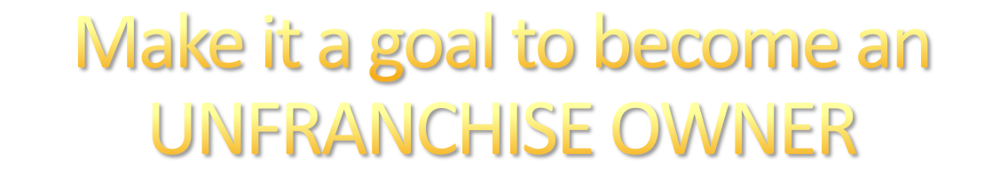 Make it a goal to become an
UNFRANCHISE OWNER